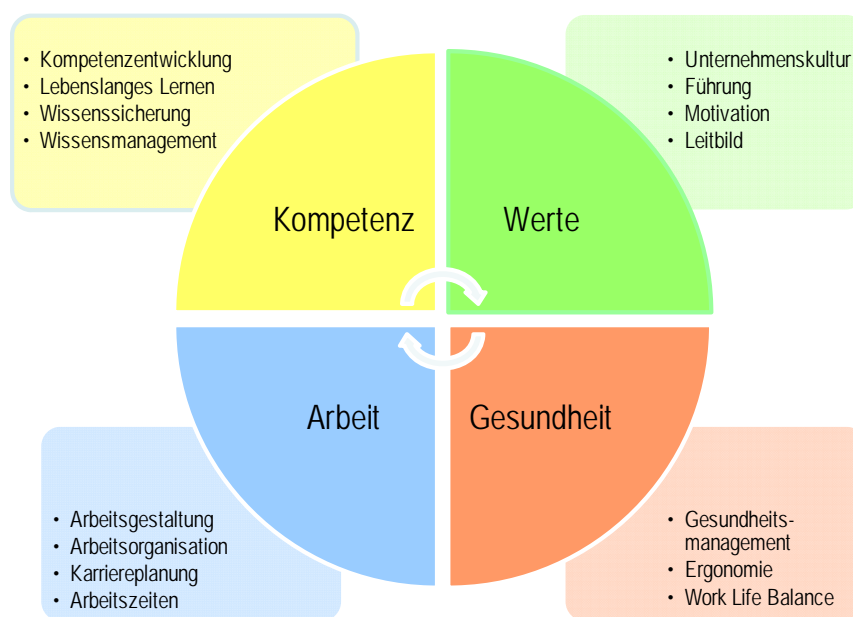 • Kompetenzentwicklung
• Lebenslanges Lernen
• Wissenssicherung
• Wissensmanagement
• Unternehmenskultur
• Führung
• Motivation
• Leitbild
Kompetenz
Werte
Arbeit
Gesundheit
• Arbeitsgestaltung
• Arbeitsorganisation
• Karriereplanung
• Arbeitszeiten
• Gesundheits-
management
• Ergonomie
• Work Life Balance